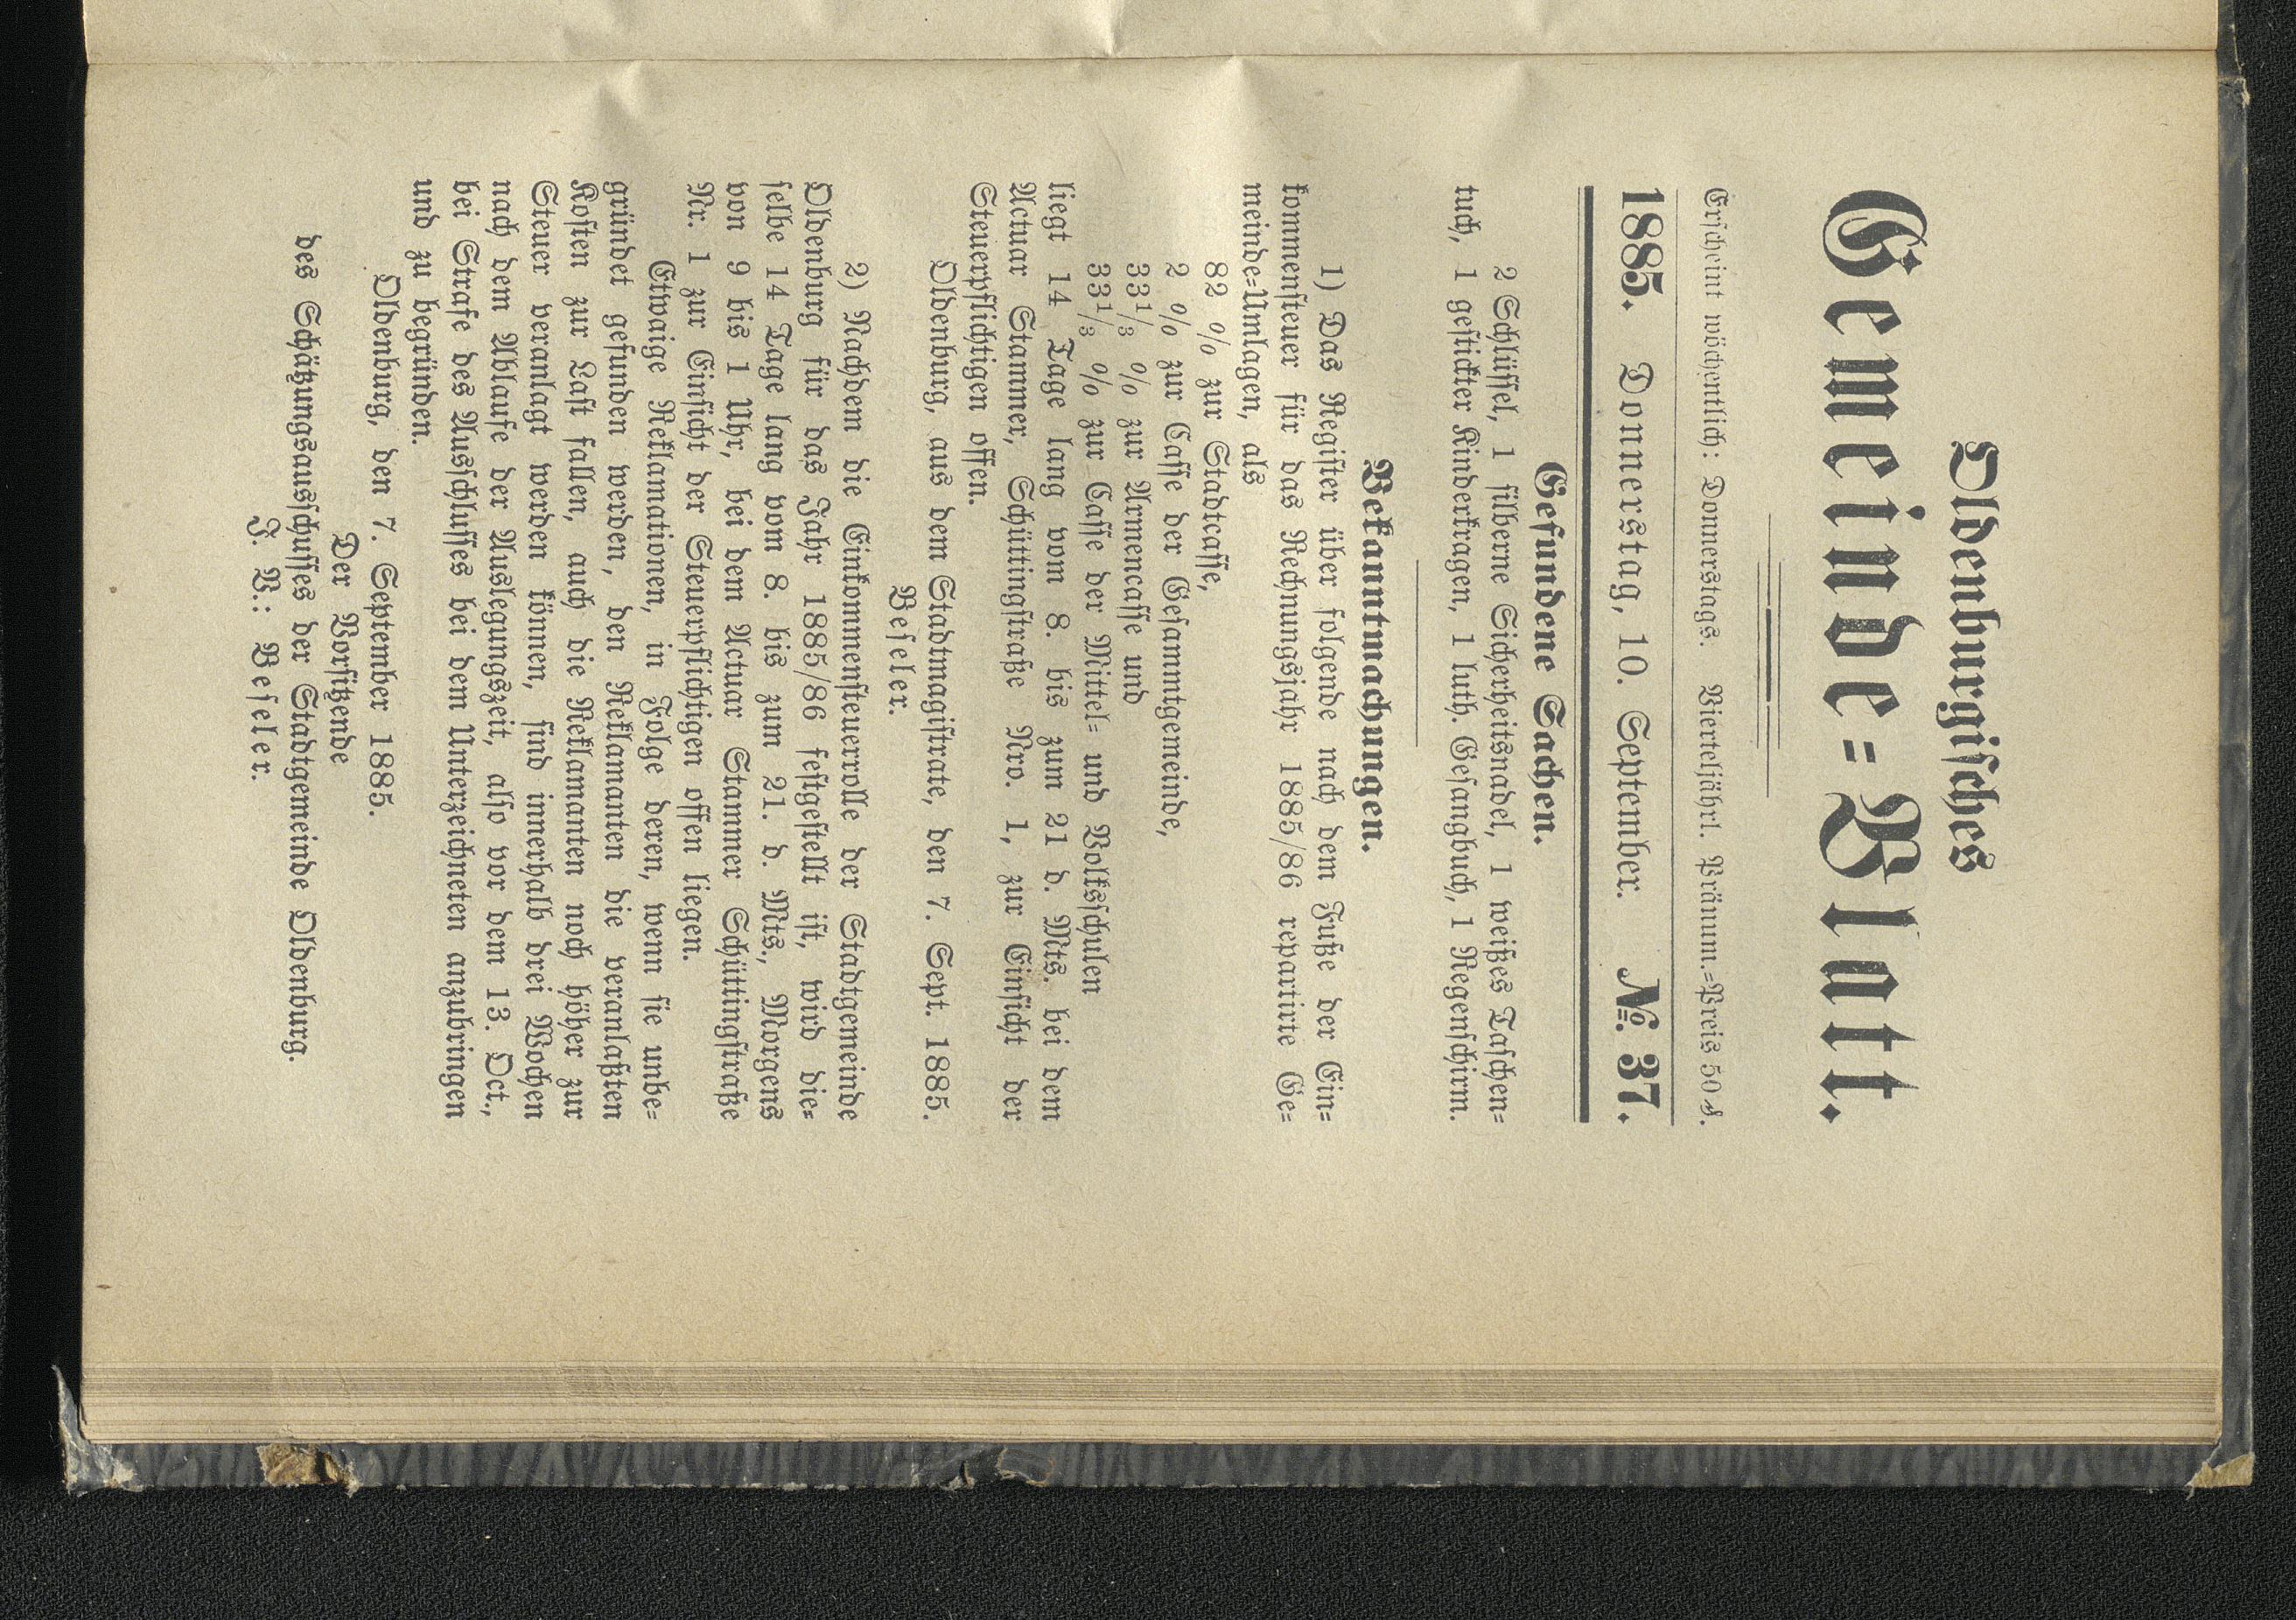 Oldenburgisches
Gemeinde=Blatt.
Erscheint wöchentlich: Donnerstags. Vierteljährl. Pränum.=Preis 50 ₰.
1885. Donnerstag, 10. September. №. 37.
Gefundene Sachen.
2 Schlüssel, 1 silberne Sicherheitsnadel, 1 weißes Taschen=
tuch, 1 gestickter Kinderkragen, 1 luth. Gesangbuch, 1 Regenschirm.
Bekanntmachungen.
1) Das Register über folgende nach dem Fuße der Ein=
kommensteuer für das Rechnungsjahr 1885/86 repartirte Ge=
meinde=Umlagen, als
82 % zur Stadtcasse,
2 % zur Casse der Gesammtgemeinde,
33⅓ % zur Armencasse und
33⅓ % zur Casse der Mittel= und Volksschulen
liegt 14 Tage lang vom 8. bis zum 21 d. Mts. bei dem
Actuar Stammer, Schüttingstraße Nro. 1, zur Einsicht der
Steuerpflichtigen offen.
Oldenburg, aus dem Stadtmagistrate, den 7. Sept. 1885.
Beseler.
2) Nachdem die Einkommensteuerrolle der Stadtgemeinde
Oldenburg für das Jahr 1885/86 festgestellt ist, wird die=
selbe 14 Tage lang vom 8. bis zum 21. d. Mts., Morgens
von 9 bis 1 Uhr, bei dem Actuar Stammer Schüttingstraße
Nr. 1 zur Einsicht der Steuerpflichtigen offen liegen.
Etwaige Reklamationen, in Folge deren, wenn sie unbe=
gründet gefunden werden, den Reklamanten die veranlaßten
Kosten zur Last fallen, auch die Reklamanten noch höher zur
Steuer veranlagt werden können, sind innerhalb drei Wochen
nach dem Ablaufe der Auslegungszeit, also vor dem 13. Oct.,
bei Strafe des Ausschlusses bei dem Unterzeichneten anzubringen
und zu begründen.
Oldenburg, den 7. September 1885.
Der Vorsitzende
des Schätzungsausschusses der Stadtgemeinde Oldenburg.
J. V.: Beseler.